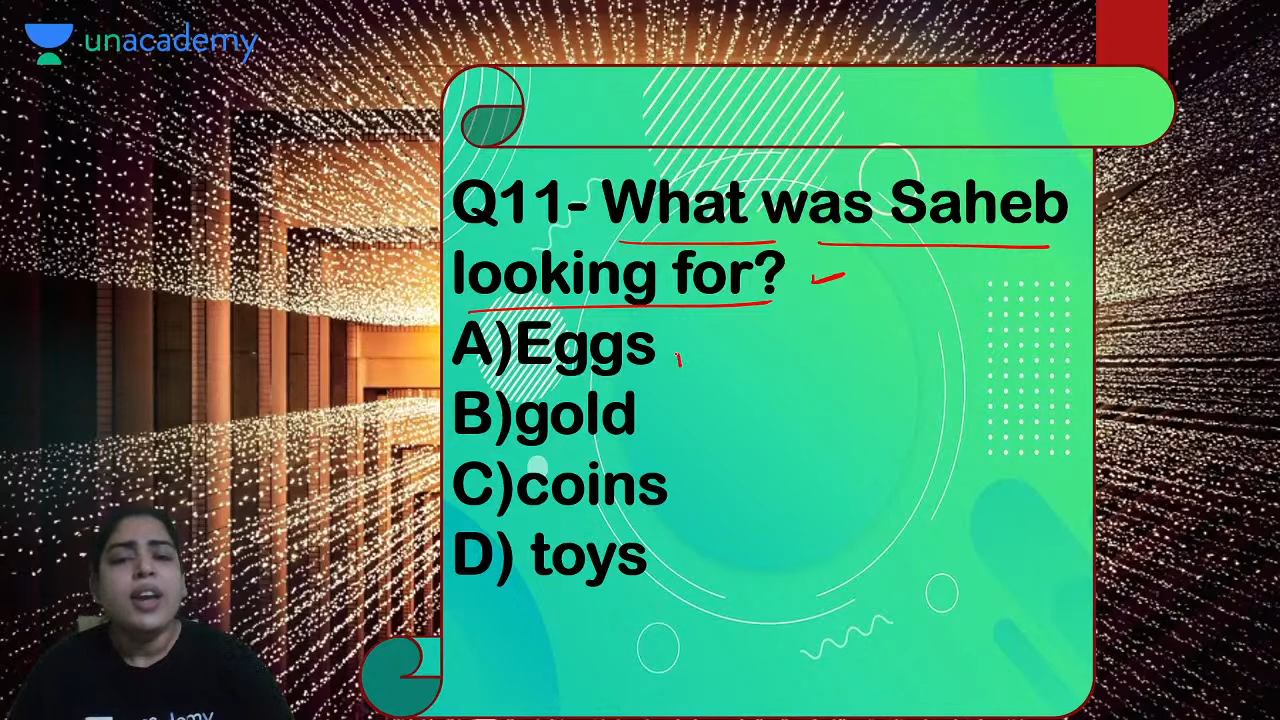 unacademy
Q11- What was Saheb
looking for?
A)Eggs
B)gold
C)coins
D) toys